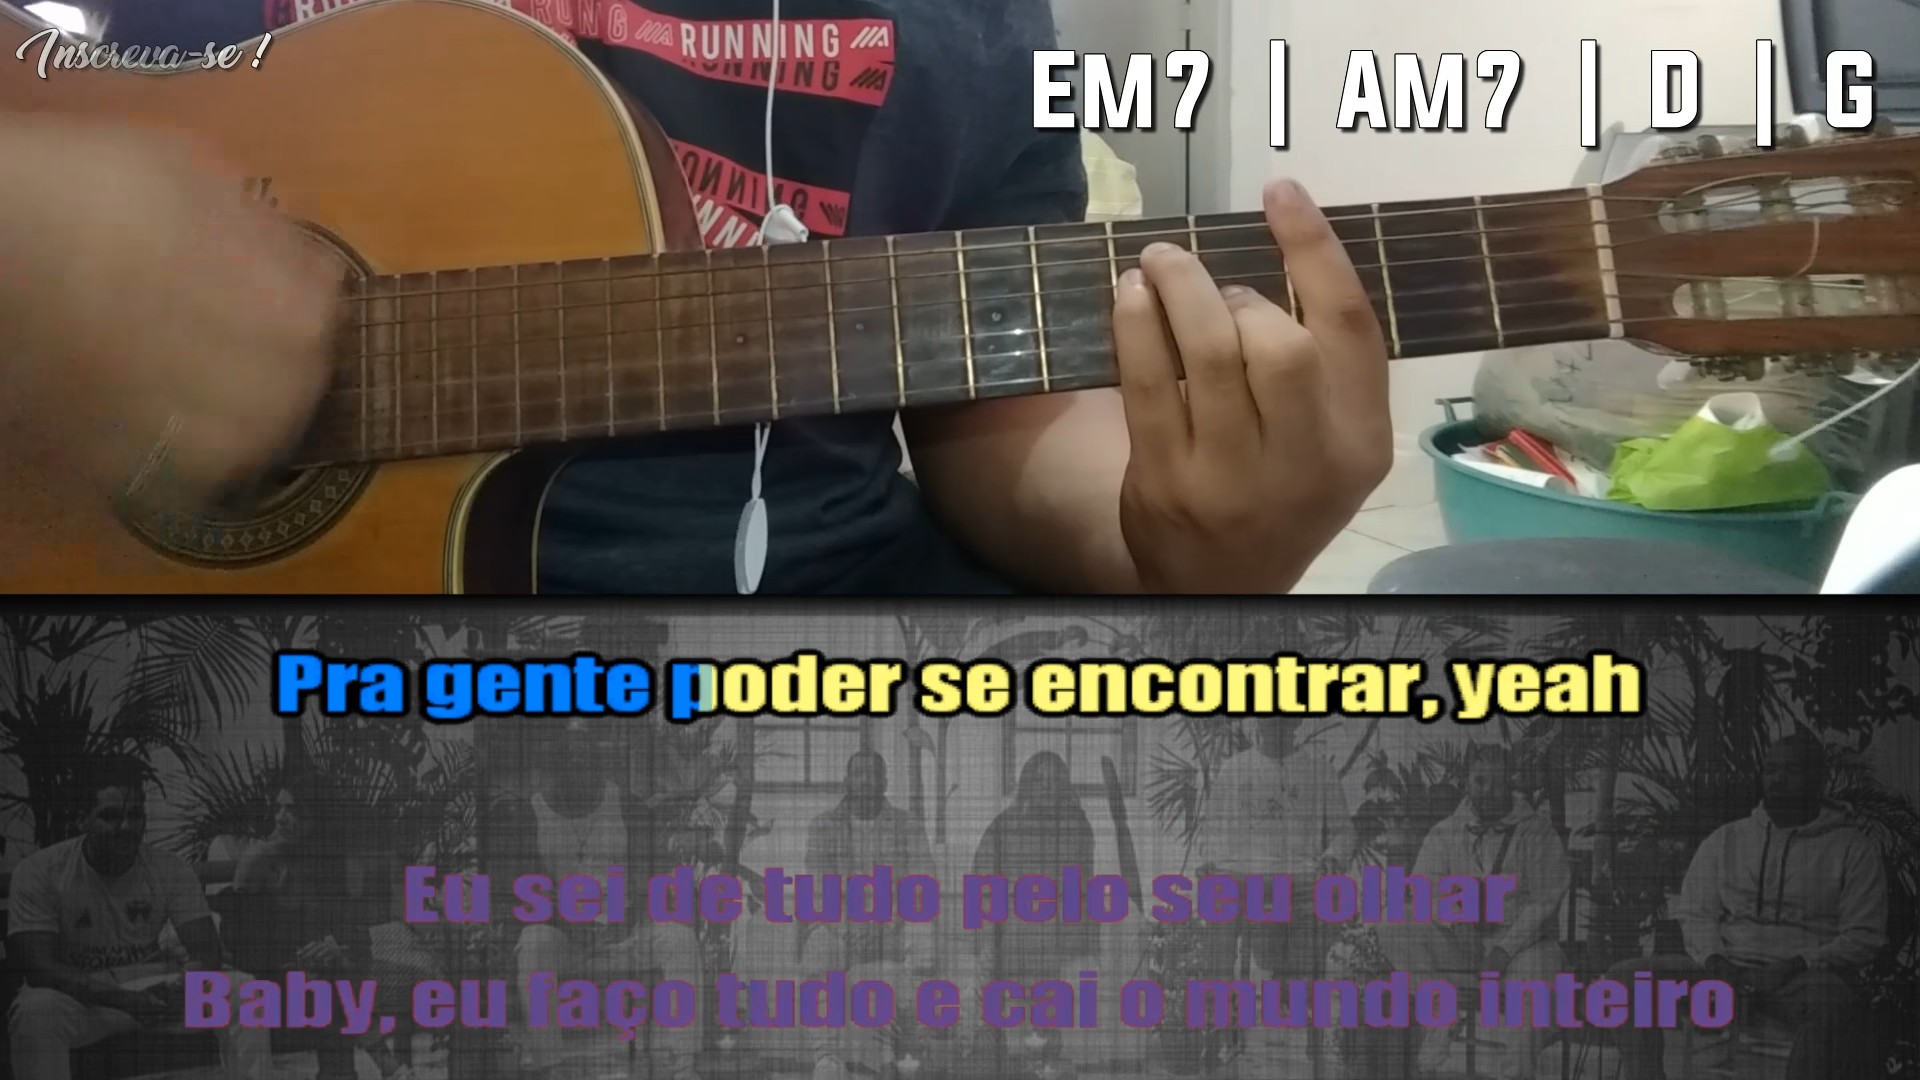 Inscreva-se !
RUNNING
RUNNING
EM7 | AM7 | D | G
Pra gente poder se encontrar, yeah
Eu sei de tudo pelo seu olhar
Baby, eu faço tudo e cai o mundo inteiro